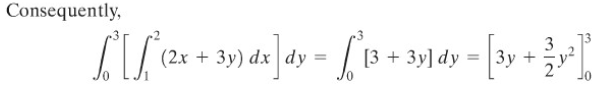 Consequently,
∫₀³ [∫₁² (2x + 3y) dx] dy = ∫₀³ [3 + 3y] dy = [3y + 3/2 y²]₀³